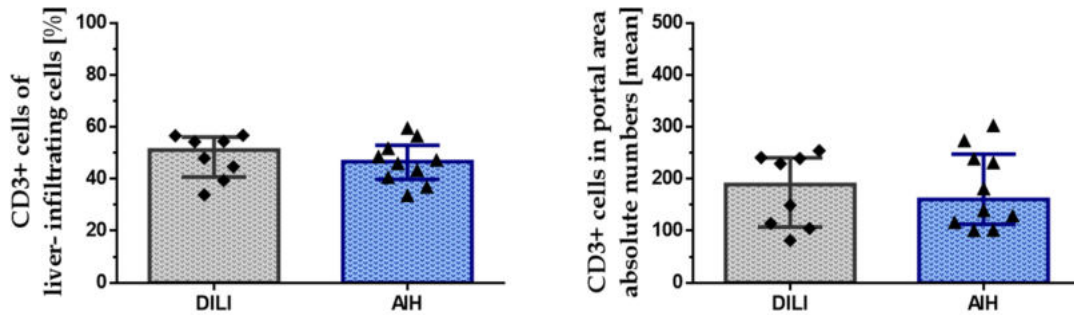 CD3+ cells of
liver- infiltrating cells [%]
100
80
60
40
20
0
DILI
AIH
CD3+ cells in portal area
absolute numbers [mean]
500
400
300
200
100
0
DILI
AIH